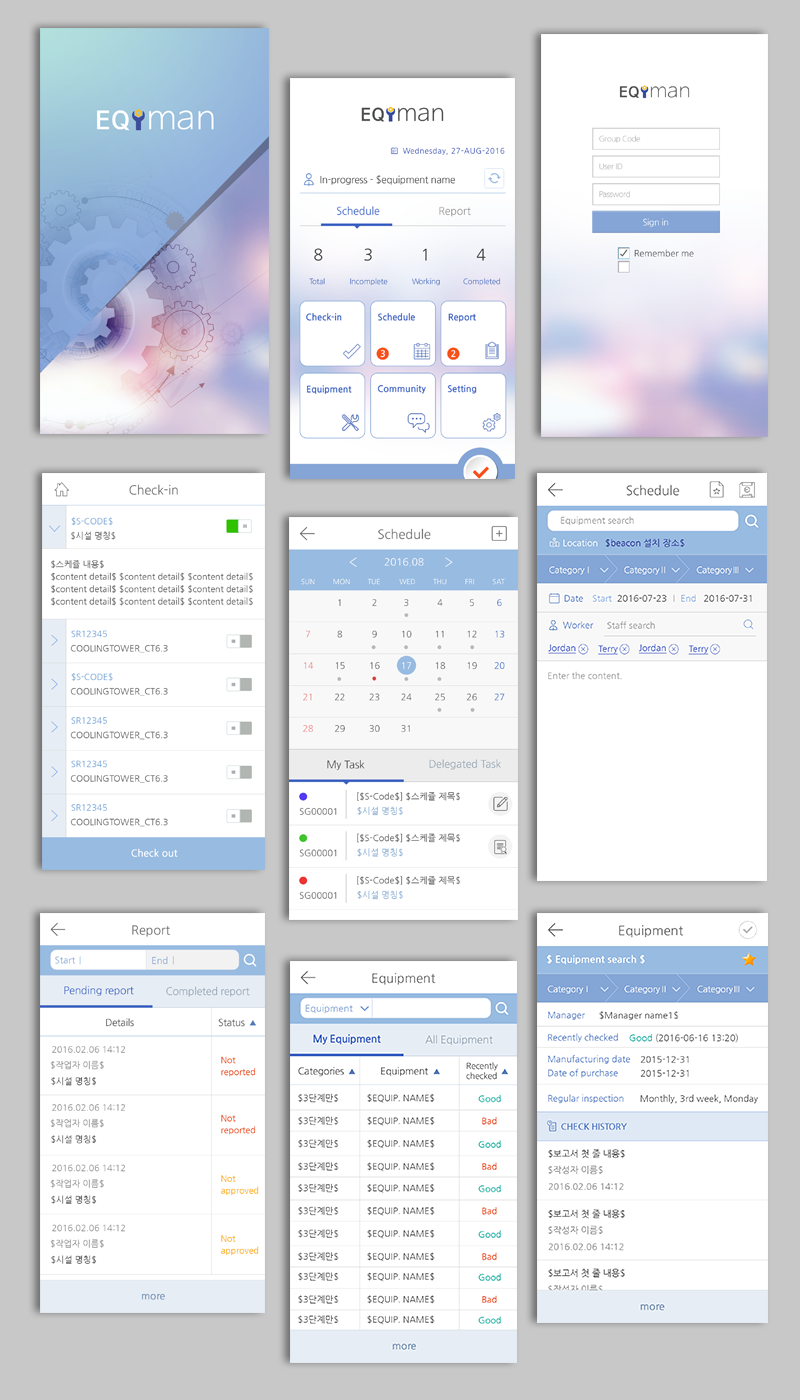 EQMAN
EQMAN
Wednesday, 27-AUG-2016
In-progress - $equipment name
Schedule Report
8 3 1 4
Total Incomplete Working Completed
Check-in Schedule Report
3 2
Equipment Community Setting
EQMAN
Group Code
User ID
Password
Sign in
Remember me
Check-in
$S-CODE$
$시설 명칭$
$스케쥴 내용$
$content detail$ $content detail$ $content detail$
$content detail$ $content detail$ $content detail$
$content detail$ $content detail$ $content detail$
SR12345
COOLINGTOWER_CT6.3
$S-CODE$
COOLINGTOWER_CT6.3
SR12345
COOLINGTOWER_CT6.3
SR12345
COOLINGTOWER_CT6.3
SR12345
COOLINGTOWER_CT6.3
Check out
Schedule
2016.08
SUN MON TUE WED THU FRI SAT
1 2 3 4 5 6
7 8 9 10 11 12 13
14 15 16 17 18 19 20
21 22 23 24 25 26 27
28 29 30 31
My Task Delegated Task
[$S-Code$] $스케쥴 제목$
SG00001 $시설 명칭$
[$S-Code$] $스케쥴 제목$
SG00001 $시설 명칭$
[$S-Code$] $스케쥴 제목$
SG00001 $시설 명칭$
Schedule
Equipment search
Location $beacon 설치 장소$
Category I Category II Category III
Date Start 2016-07-23 | End 2016-07-31
Worker Staff search
Jordan Terry Jordan Terry
Enter the content.
Report
Start | End |
Pending report Completed report
Details Status
2016.02.06 14:12
$작업자 이름$
$시설 명칭$
Not
reported
2016.02.06 14:12
$작업자 이름$
$시설 명칭$
Not
reported
2016.02.06 14:12
$작업자 이름$
$시설 명칭$
Not
approved
2016.02.06 14:12
$작업자 이름$
$시설 명칭$
Not
approved
more
Equipment
Equipment
My Equipment All Equipment
Categories Equipment Recently
checked
$3단계만$ $EQUIP. NAME$ Good
$3단계만$ $EQUIP. NAME$ Bad
$3단계만$ $EQUIP. NAME$ Good
$3단계만$ $EQUIP. NAME$ Bad
$3단계만$ $EQUIP. NAME$ Good
$3단계만$ $EQUIP. NAME$ Bad
$3단계만$ $EQUIP. NAME$ Good
$3단계만$ $EQUIP. NAME$ Bad
$3단계만$ $EQUIP. NAME$ Good
$3단계만$ $EQUIP. NAME$ Bad
$3단계만$ $EQUIP. NAME$ Good
more
Equipment
$ Equipment search $
Category I Category II Category III
Manager $Manager name1$
Recently checked Good (2016-06-16 13:20)
Manufacturing date 2015-12-31
Date of purchase 2015-12-31
Regular inspection Monthly, 3rd week, Monday
CHECK HISTORY
$보고서 첫 줄 내용$
$작성자 이름$
2016.02.06 14:12
$보고서 첫 줄 내용$
$작성자 이름$
2016.02.06 14:12
$보고서 첫 줄 내용$
$작성자 이름$
more